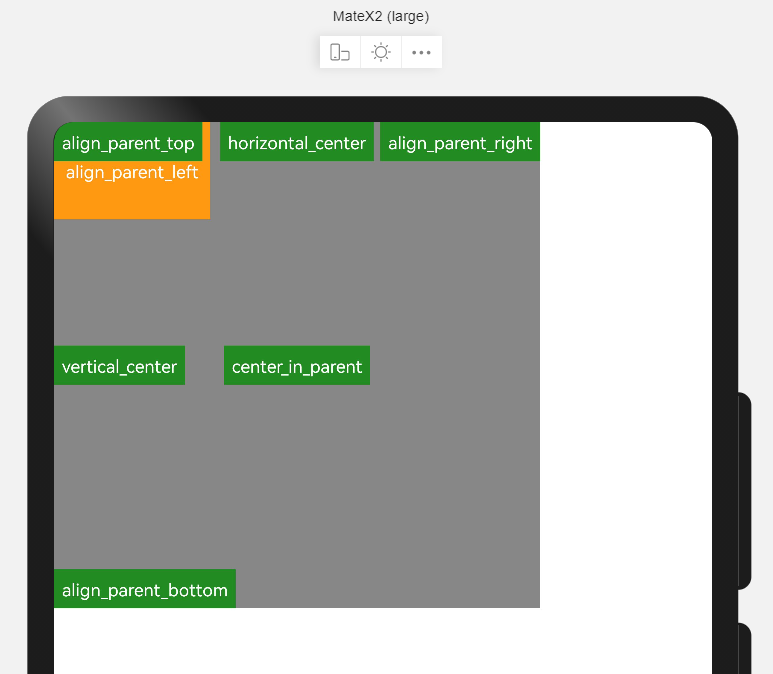 MateX2 (large)
align_parent_top
horizontal_center
align_parent_right
align_parent_left
vertical_center
center_in_parent
align_parent_bottom